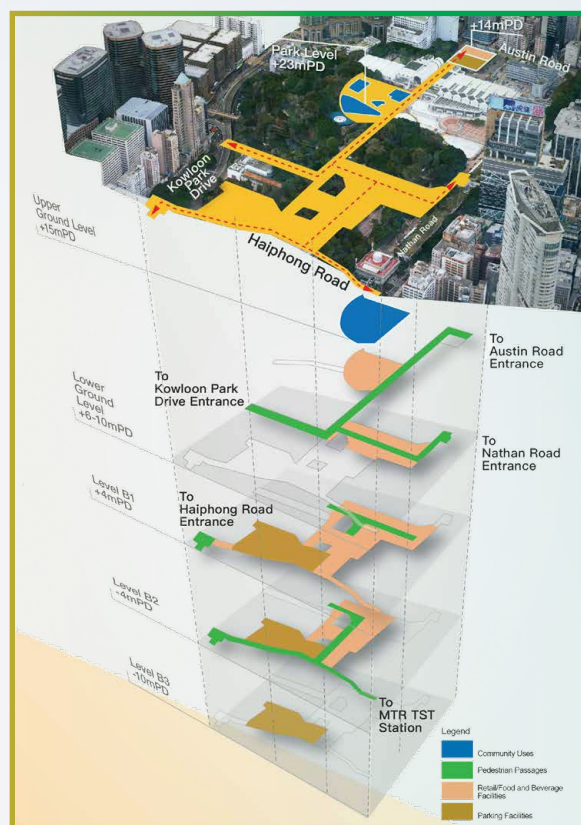 +14mPD
Austin Road
Park Level
+23mPD
Kowloon
Park
Drive
Nathan Road
Haiphong Road
Upper
Ground Level
+15mPD
To
Austin Road
Entrance
To
Kowloon Park
Drive Entrance
Lower
Ground
Level
+6-10mPD
To
Nathan Road
Entrance
To
Haiphong Road
Entrance
Level B1
+4mPD
Level B2
-4mPD
Level B3
-10mPD
To
MTR TST
Station
Legend
Community Uses
Pedestrian Passages
Retail/Food and Beverage
Facilities
Parking Facilities